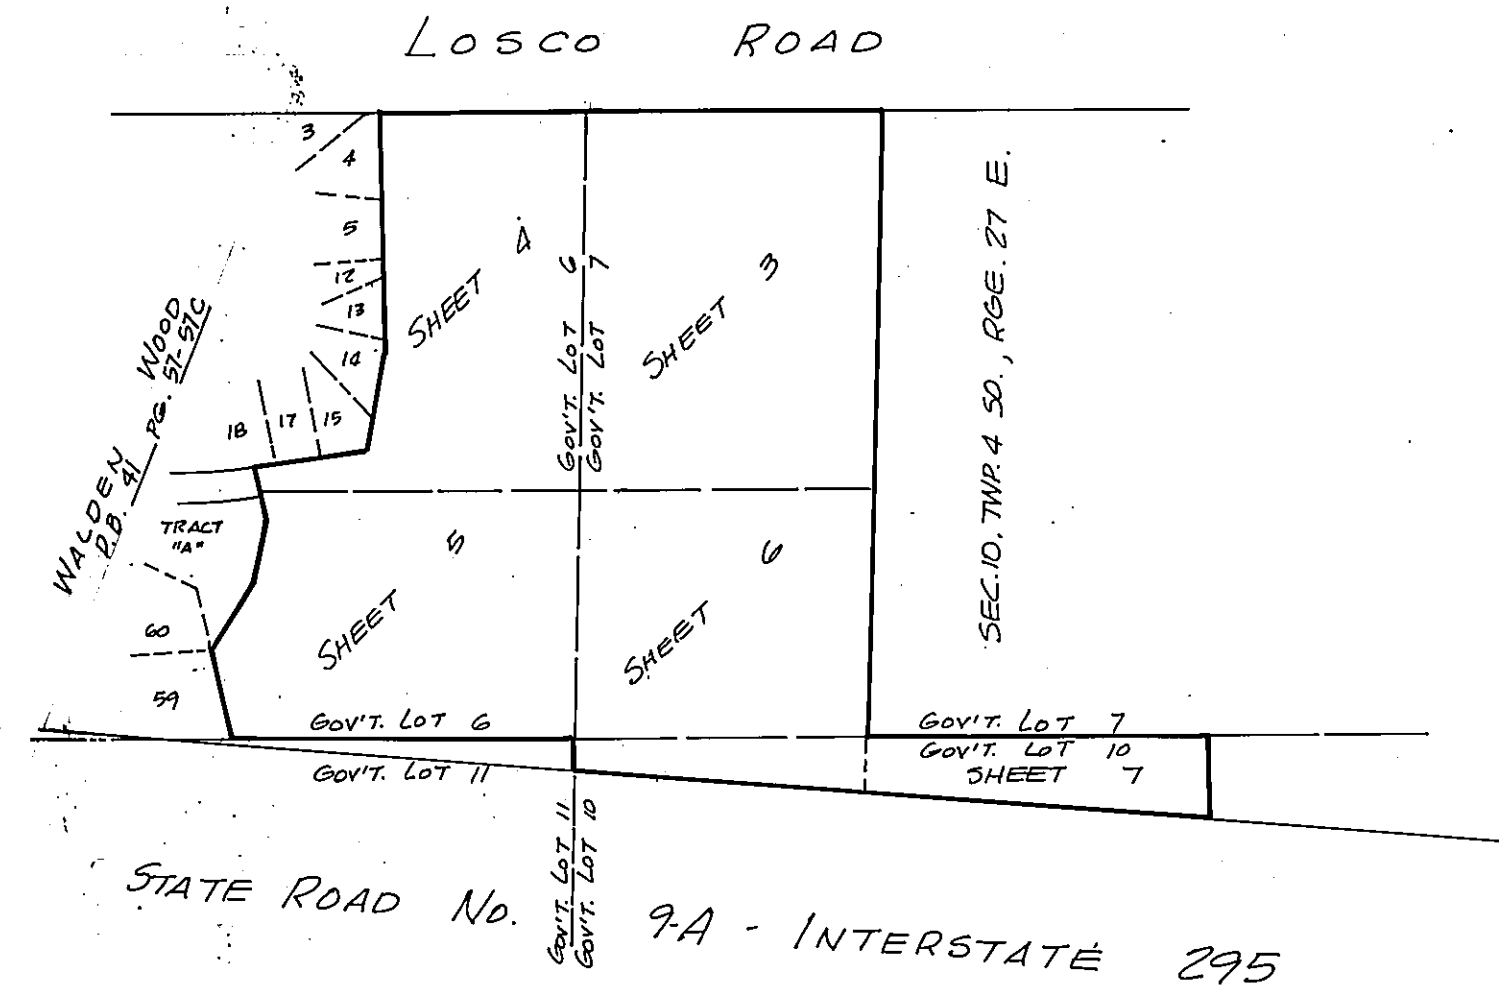 LOSCO ROAD
3
4
5
12
13
14
15
17
18
SHEET 4
SHEET 3
GOV'T. LOT 6
GOV'T. LOT 7
SEC. 10, TWP. 4 SO., RGE. 27 E.
WALDEN WOOD
P.B. 41 PG. 57-57C
TRACT
"A"
60
59
SHEET 5
SHEET 6
GOV'T. LOT 6
GOV'T. LOT 11
GOV'T. LOT 7
GOV'T. LOT 10
SHEET 7
GOV'T. LOT 11
GOV'T. LOT 10
STATE ROAD No. 9-A - INTERSTATE 295